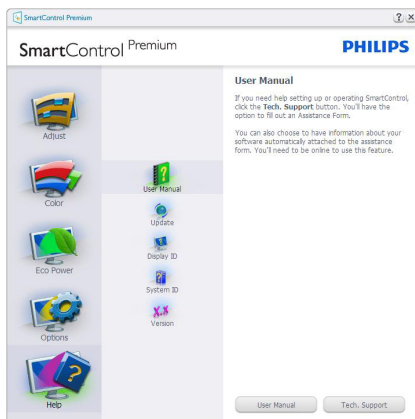 SmartControl Premium
SmartControl Premium
PHILIPS
Adjust
Color
Eco Power
Options
Help
User Manual
Update
Display ID
System ID
X.X
Version
User Manual
If you need help setting up or operating SmartControl,
click the Tech. Support button. You'll have the
option to fill out an Assistance Form.
You can also choose to have information about your
software automatically attached to the assistance
form. You'll need to be online to use this feature.
User Manual
Tech. Support